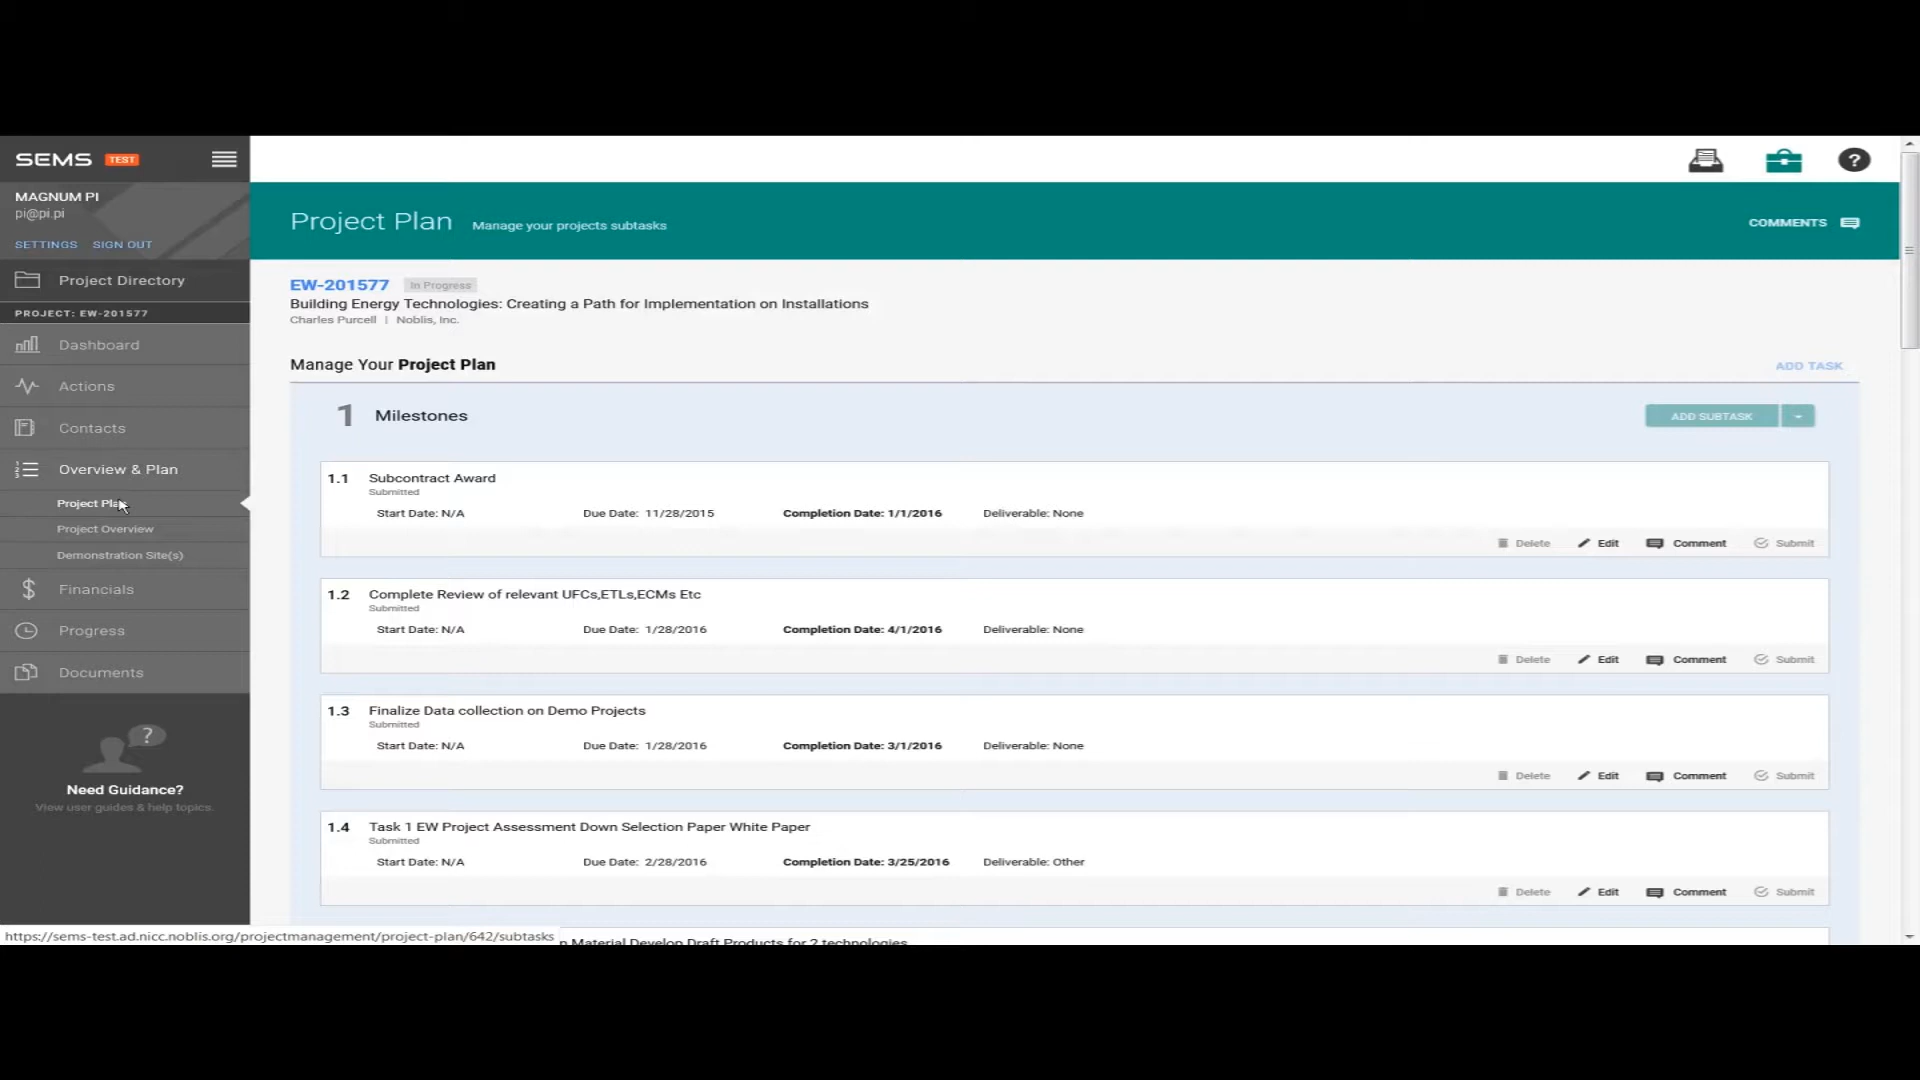 SEMS TEST
MAGNUM PI
pi@pi.pi
SETTINGS SIGN OUT
Project Directory
PROJECT: EW-201577
Dashboard
Actions
Contacts
Overview & Plan
Project Plan
Project Overview
Demonstration Site(s)
Financials
Progress
Documents
?
Need Guidance?
View user guides & help topics.
https://sems-test.ad.nicc.noblis.org/projectmanagement/project-plan/642/subtasks
?
Project Plan Manage your projects subtasks COMMENTS
EW-201577 In Progress
Building Energy Technologies: Creating a Path for Implementation on Installations
Charles Purcell | Noblis, Inc.
Manage Your Project Plan ADD TASK
1 Milestones ADD SUBTASK
1.1 Subcontract Award
Submitted
Start Date: N/A Due Date: 11/28/2015 Completion Date: 1/1/2016 Deliverable: None
Delete Edit Comment Submit
1.2 Complete Review of relevant UFCs,ETLs,ECMs Etc
Submitted
Start Date: N/A Due Date: 1/28/2016 Completion Date: 4/1/2016 Deliverable: None
Delete Edit Comment Submit
1.3 Finalize Data collection on Demo Projects
Submitted
Start Date: N/A Due Date: 1/28/2016 Completion Date: 3/1/2016 Deliverable: None
Delete Edit Comment Submit
1.4 Task 1 EW Project Assessment Down Selection Paper White Paper
Submitted
Start Date: N/A Due Date: 2/28/2016 Completion Date: 3/25/2016 Deliverable: Other
Delete Edit Comment Submit
n Material Develop Draft Products for 2 technologies